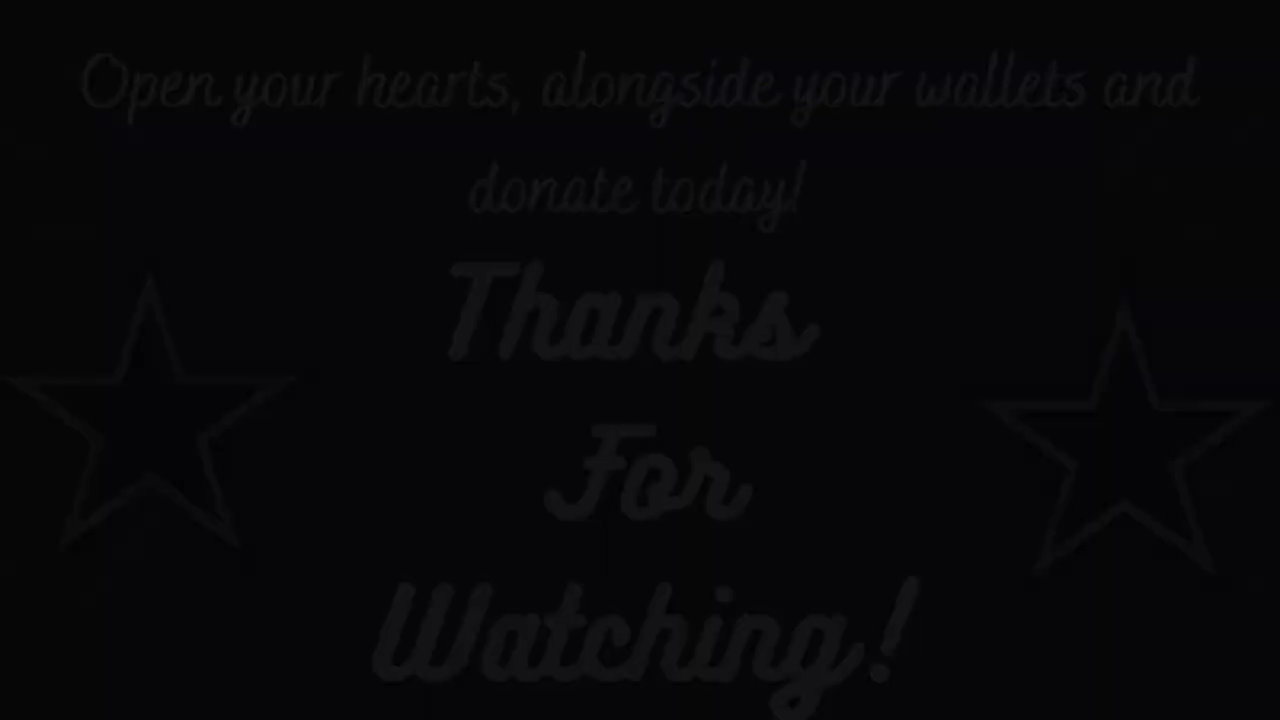 Open your hearts, alongside your wallets and
donate today!
Thanks
For
Watching!